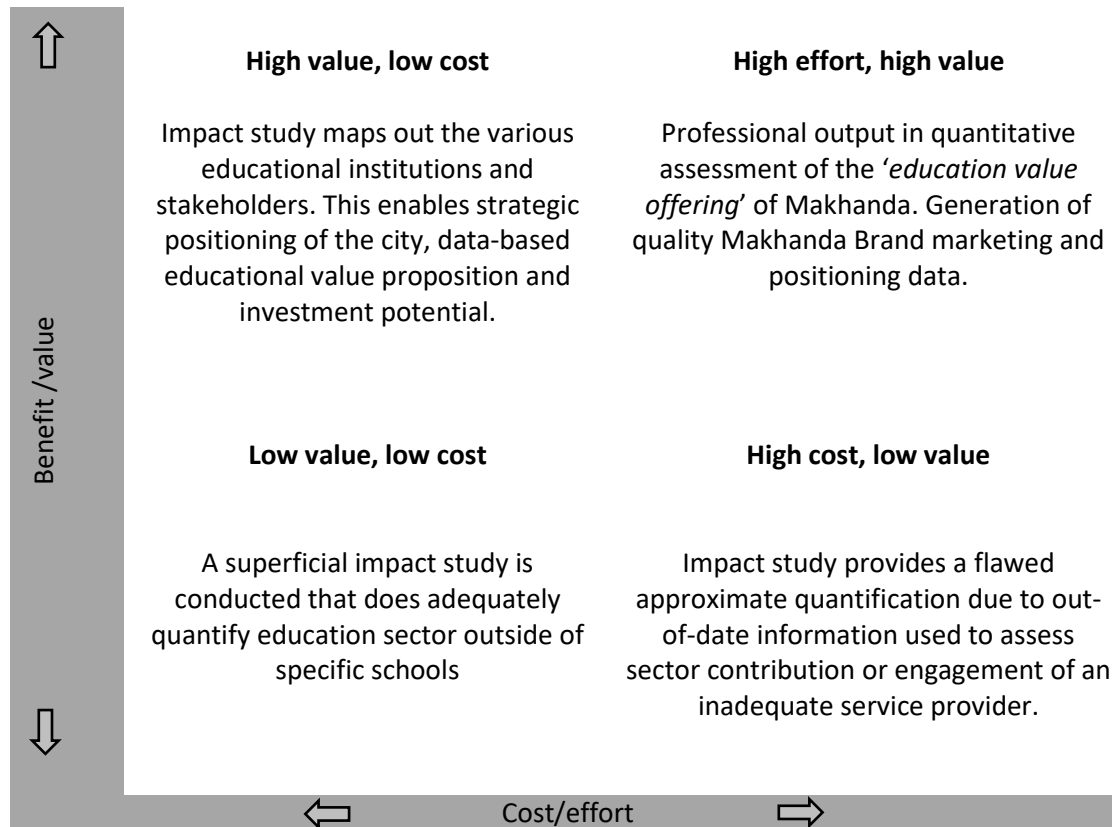 High value, low cost
Impact study maps out the various
educational institutions and
stakeholders. This enables strategic
positioning of the city, data-based
educational value proposition and
investment potential.
High effort, high value
Professional output in quantitative
assessment of the ‘education value
offering’ of Makhanda. Generation of
quality Makhanda Brand marketing and
positioning data.
Benefit /value
Low value, low cost
A superficial impact study is
conducted that does adequately
quantify education sector outside of
specific schools
High cost, low value
Impact study provides a flawed
approximate quantification due to out-
of-date information used to assess
sector contribution or engagement of an
inadequate service provider.
Cost/effort